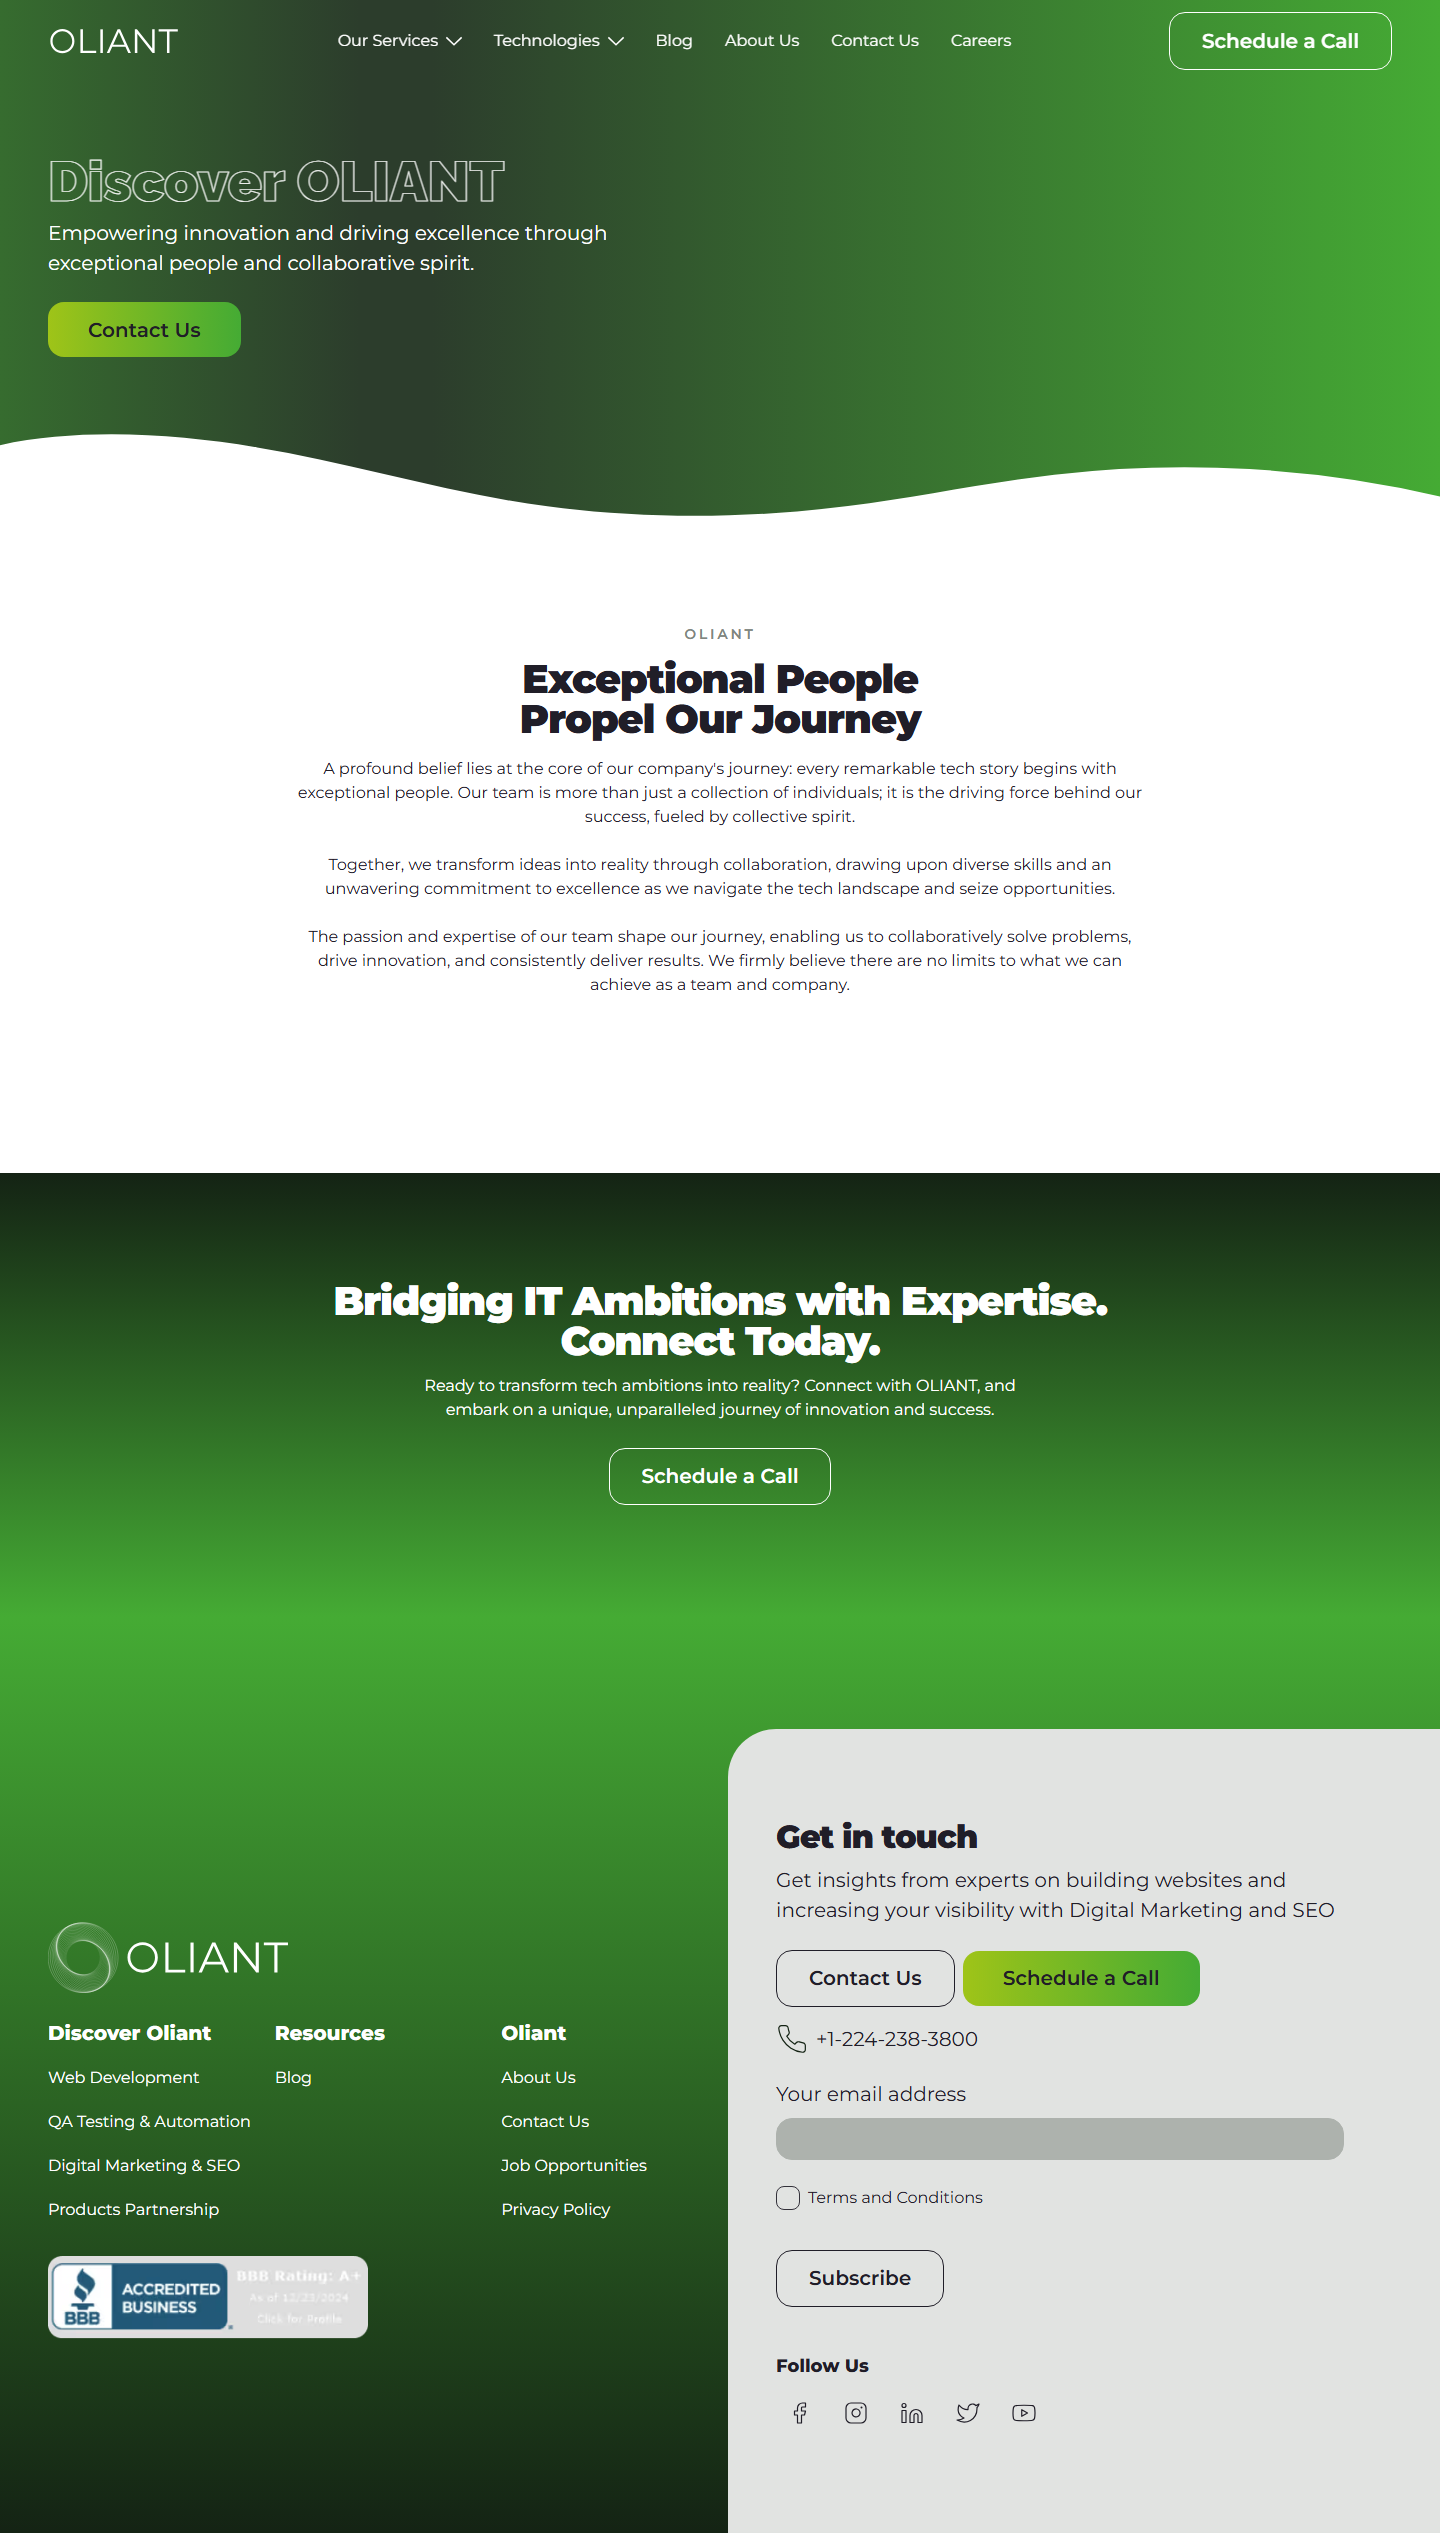 OLIANT
Our Services
Technologies
Blog
About Us
Contact Us
Careers
Schedule a Call
Discover OLIANT
Empowering innovation and driving excellence through
exceptional people and collaborative spirit.
Contact Us
OLIANT
Exceptional People
Propel Our Journey
A profound belief lies at the core of our company's journey: every remarkable tech story begins with
exceptional people. Our team is more than just a collection of individuals; it is the driving force behind our
success, fueled by collective spirit.
Together, we transform ideas into reality through collaboration, drawing upon diverse skills and an
unwavering commitment to excellence as we navigate the tech landscape and seize opportunities.
The passion and expertise of our team shape our journey, enabling us to collaboratively solve problems,
drive innovation, and consistently deliver results. We firmly believe there are no limits to what we can
achieve as a team and company.
Bridging IT Ambitions with Expertise.
Connect Today.
Ready to transform tech ambitions into reality? Connect with OLIANT, and
embark on a unique, unparalleled journey of innovation and success.
Schedule a Call
OLIANT
Discover Oliant
Web Development
QA Testing & Automation
Digital Marketing & SEO
Products Partnership
Resources
Blog
Oliant
About Us
Contact Us
Job Opportunities
Privacy Policy
BBB
ACCREDITED
BUSINESS
BBB Rating: A+
As of 12/23/2024
Click for Profile
Get in touch
Get insights from experts on building websites and
increasing your visibility with Digital Marketing and SEO
Contact Us
Schedule a Call
+1-224-238-3800
Your email address
Terms and Conditions
Subscribe
Follow Us